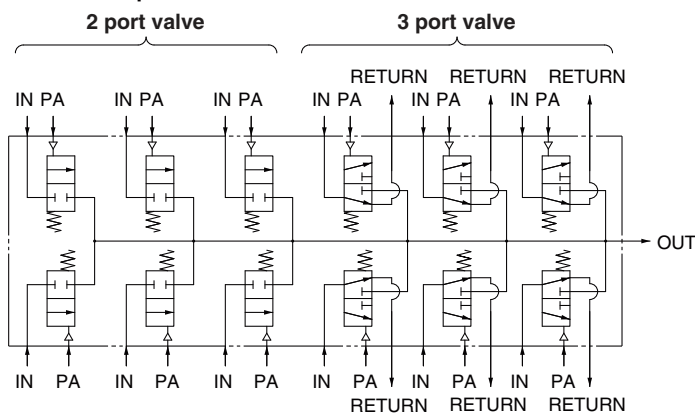 2 port valve 3 port valve
RETURN RETURN RETURN
IN PA IN PA IN PA IN PA IN PA IN PA
OUT
IN PA IN PA IN PA IN PA IN PA IN PA
RETURN RETURN RETURN